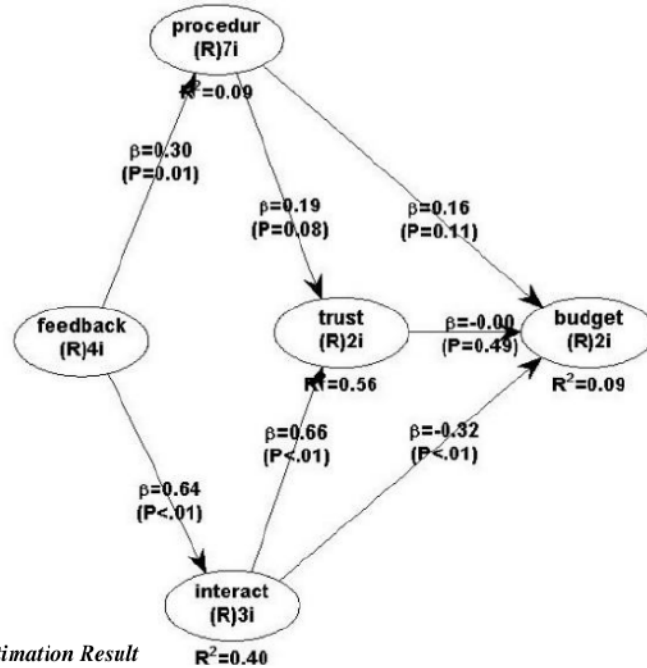 procedur
(R)7i
R²=0.09
β=0.30
(P=0.01)
β=0.19
(P=0.08)
β=0.16
(P=0.11)
feedback
(R)4i
trust
(R)2i
R²=0.56
β=-0.00
(P=0.49)
budget
(R)2i
R²=0.09
β=0.66
(P<.01)
β=-0.32
(P<.01)
β=0.64
(P<.01)
interact
(R)3i
R²=0.40
timation Result